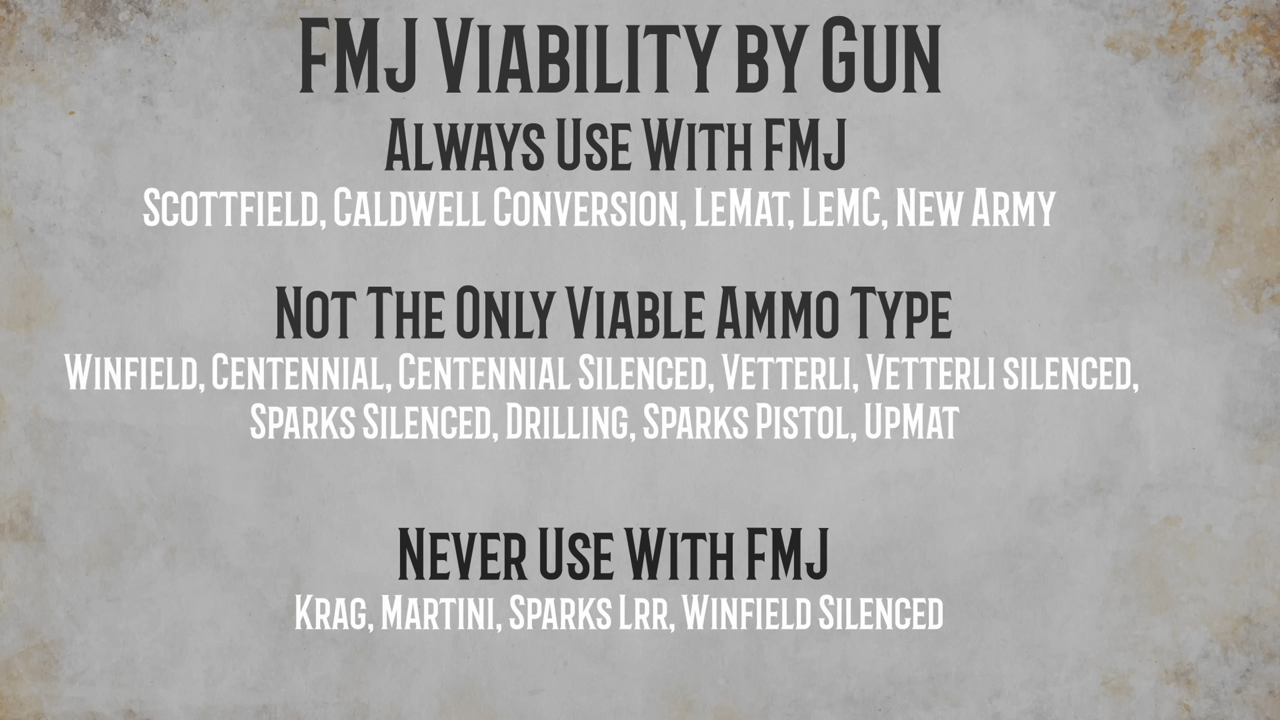 FMJ Viability by Gun
Always Use With FMJ
Scottfield, Caldwell Conversion, LeMat, LeMC, New Army
Not The Only Viable Ammo Type
Winfield, Centennial, Centennial Silenced, Vetterli, Vetterli silenced,
Sparks Silenced, Drilling, Sparks Pistol, UpMat
Never Use With FMJ
Krag, Martini, Sparks Lrr, Winfield Silenced